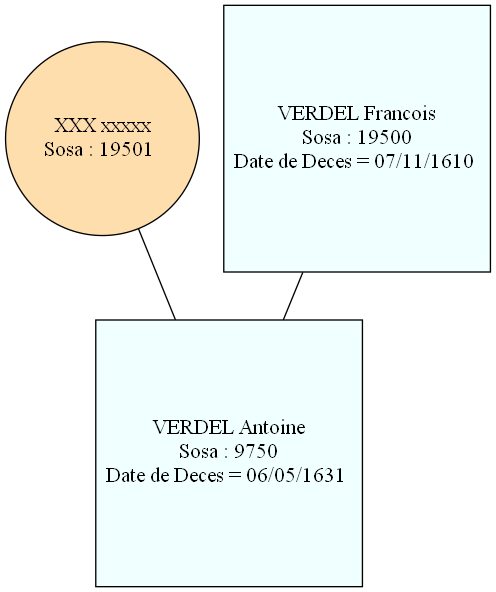 XXX xxxxx
Sosa : 19501
VERDEL Francois
Sosa : 19500
Date de Deces = 07/11/1610
VERDEL Antoine
Sosa : 9750
Date de Deces = 06/05/1631